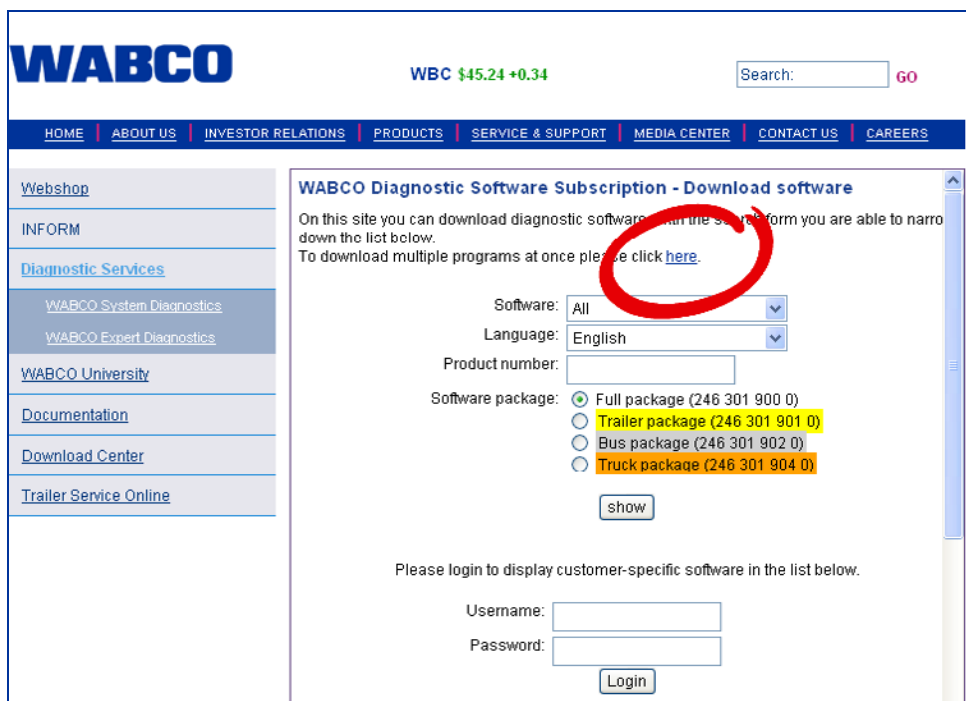 WABCO
WBC $45.24 +0.34
Search:
GO
HOME ABOUT US INVESTOR RELATIONS PRODUCTS SERVICE & SUPPORT MEDIA CENTER CONTACT US CAREERS
Webshop
INFORM
Diagnostic Services
WABCO System Diagnostics
WABCO Expert Diagnostics
WABCO University
Documentation
Download Center
Trailer Service Online
WABCO Diagnostic Software Subscription - Download software
On this site you can download diagnostic software with the search form you are able to narro
down the list below.
To download multiple programs at once please click here.
Software: All
Language: English
Product number:
Software package: Full package (246 301 900 0)
Trailer package (246 301 901 0)
Bus package (246 301 902 0)
Truck package (246 301 904 0)
show
Please login to display customer-specific software in the list below.
Username:
Password:
Login